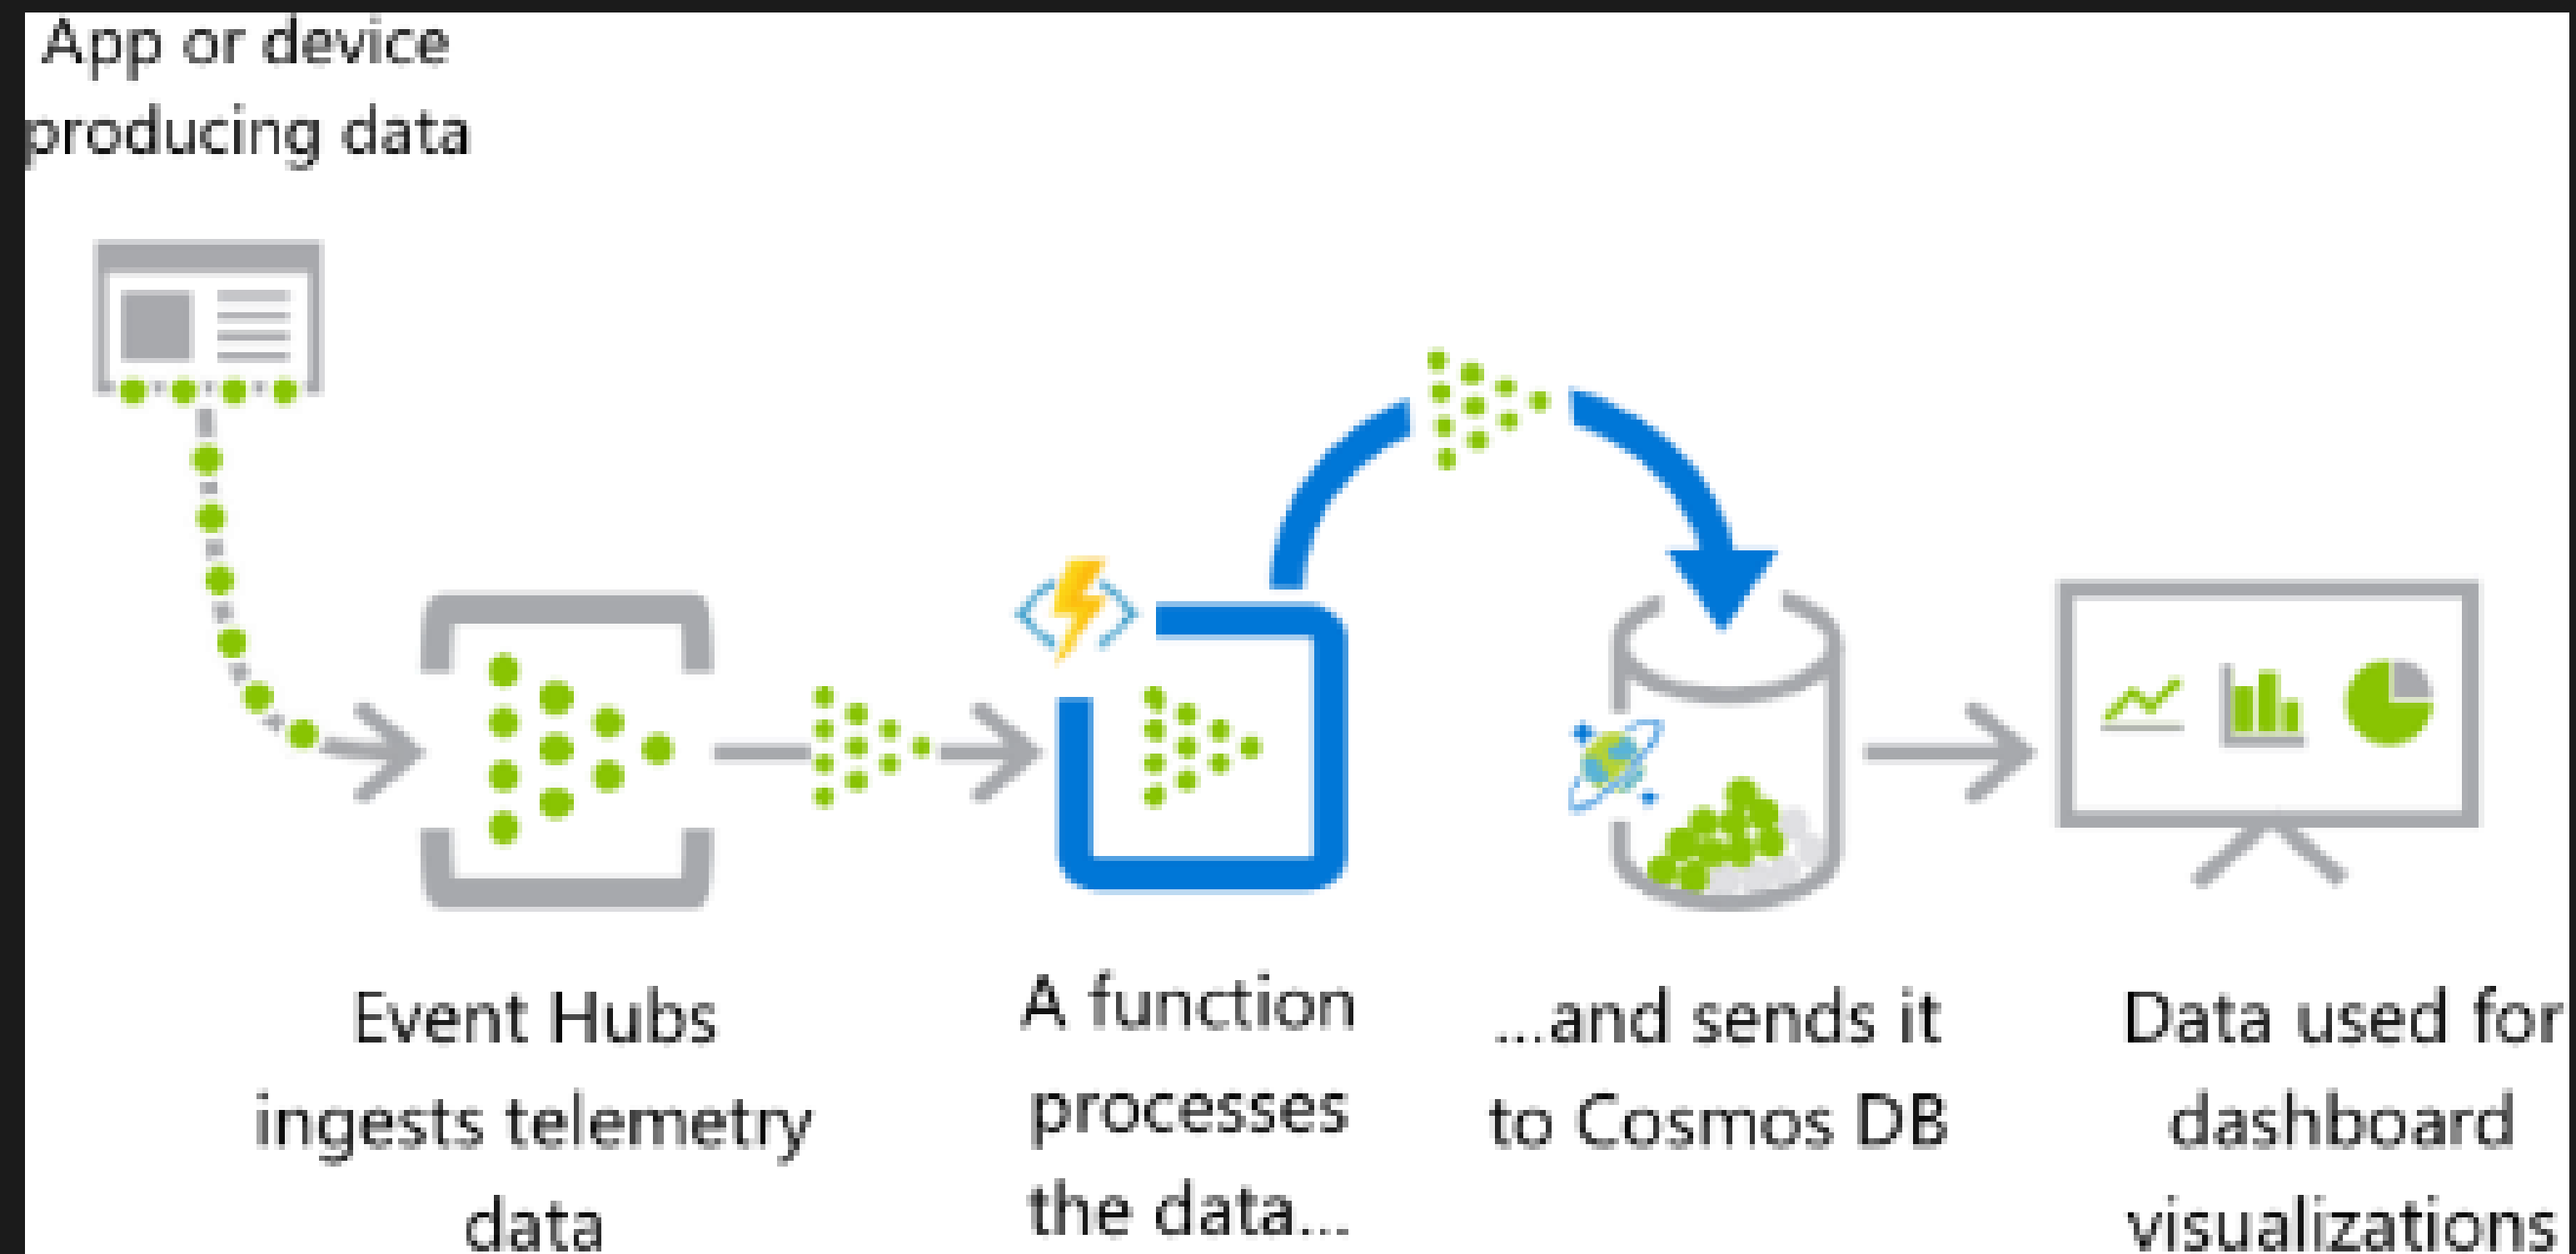 App or device
producing data
Event Hubs
ingests telemetry
data
A function
processes
the data...
...and sends it
to Cosmos DB
Data used for
dashboard
visualizations